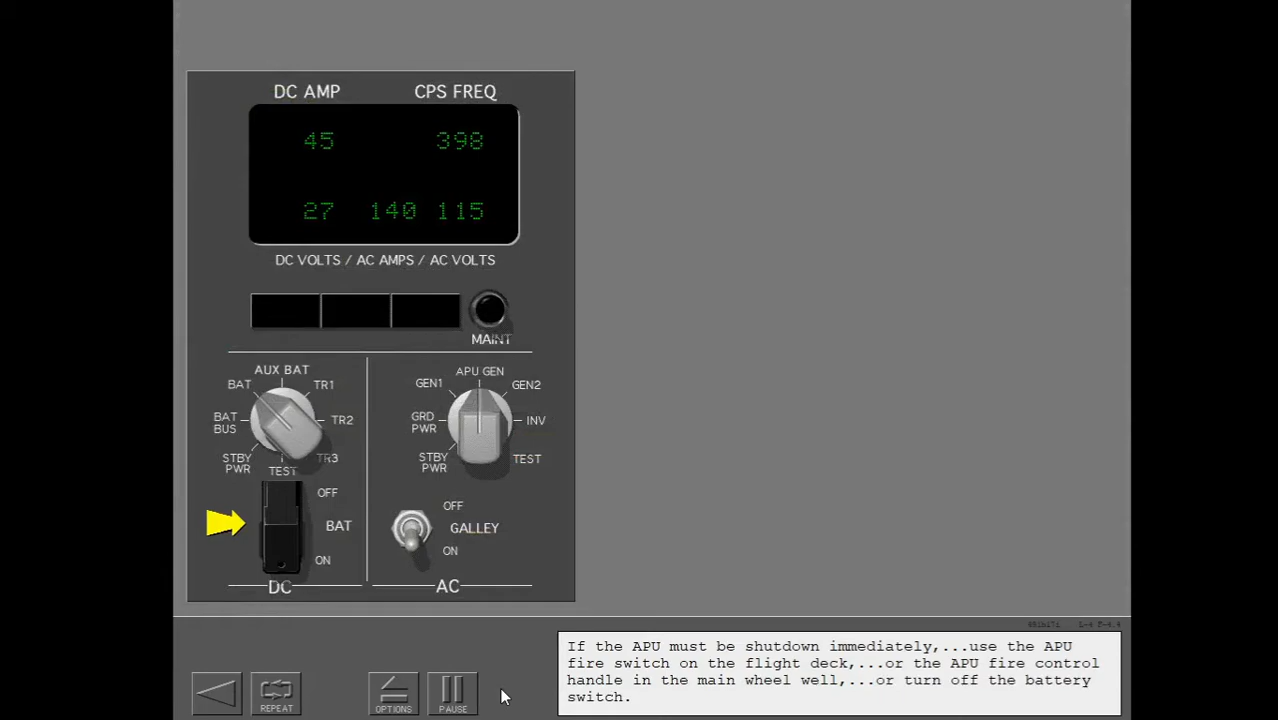 DC AMP CPS FREQ
45 398
27 140 115
DC VOLTS / AC AMPS / AC VOLTS
MAINT
AUX BAT
BAT TR1
BAT BUS TR2
STBY PWR TR3
TEST
APU GEN
GEN1 GEN2
GRD PWR INV
STBY PWR TEST
OFF
BAT
ON
DC
OFF
GALLEY
ON
AC
If the APU must be shutdown immediately,...use the APU
fire switch on the flight deck,...or the APU fire control
handle in the main wheel well,...or turn off the battery
switch.
REPEAT
OPTIONS
PAUSE